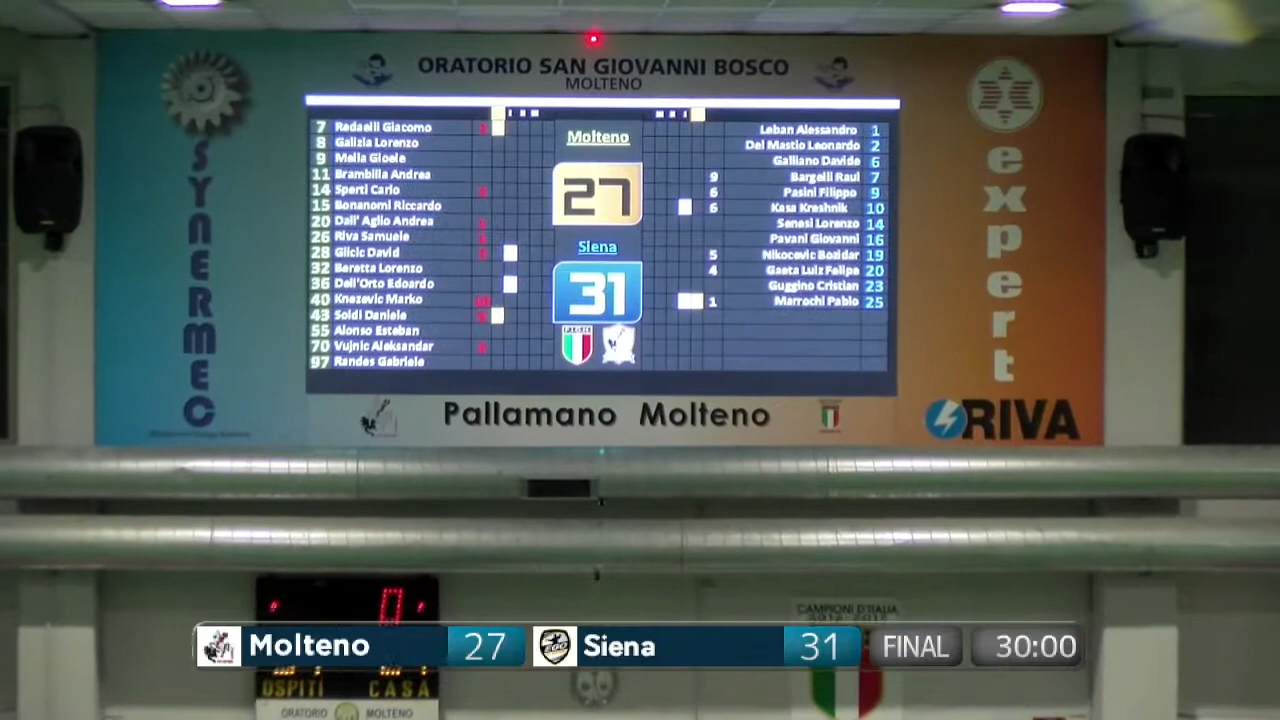 ORATORIO SAN GIOVANNI BOSCO
MOLTENO
SYNERMEC
expert
Molteno
27
Siena
31
F.I.G.H.
7 Redaelli Giacomo
8 Galizia Lorenzo
9 Mella Gioele
11 Brambilla Andrea
14 Sperti Carlo
15 Bonanomi Riccardo
20 Dall' Aglio Andrea
26 Riva Samuele
28 Glicic David
32 Beretta Lorenzo
36 Dell'Orto Edoardo
40 Knezevic Marko
43 Soldi Daniele
55 Alonso Esteban
70 Vujnic Aleksandar
97 Randes Gabriele
Leban Alessandro 1
Del Mastio Leonardo 2
Galliano Davide 6
9 Bargelli Raul 7
6 Pasini Filippo 9
6 Kasa Kreshnik 10
Senesi Lorenzo 14
Pavani Giovanni 16
5 Nikocevic Bozidar 19
4 Gaeta Luiz Felipe 20
Guggino Cristian 23
1 Marrochi Pablo 25
Pallamano Molteno
RIVA
0
CAMPIONI D'ITALIA
Molteno 27 EGO Siena 31 FINAL 30:00
OSPITI CASA
ORATORIO MOLTENO